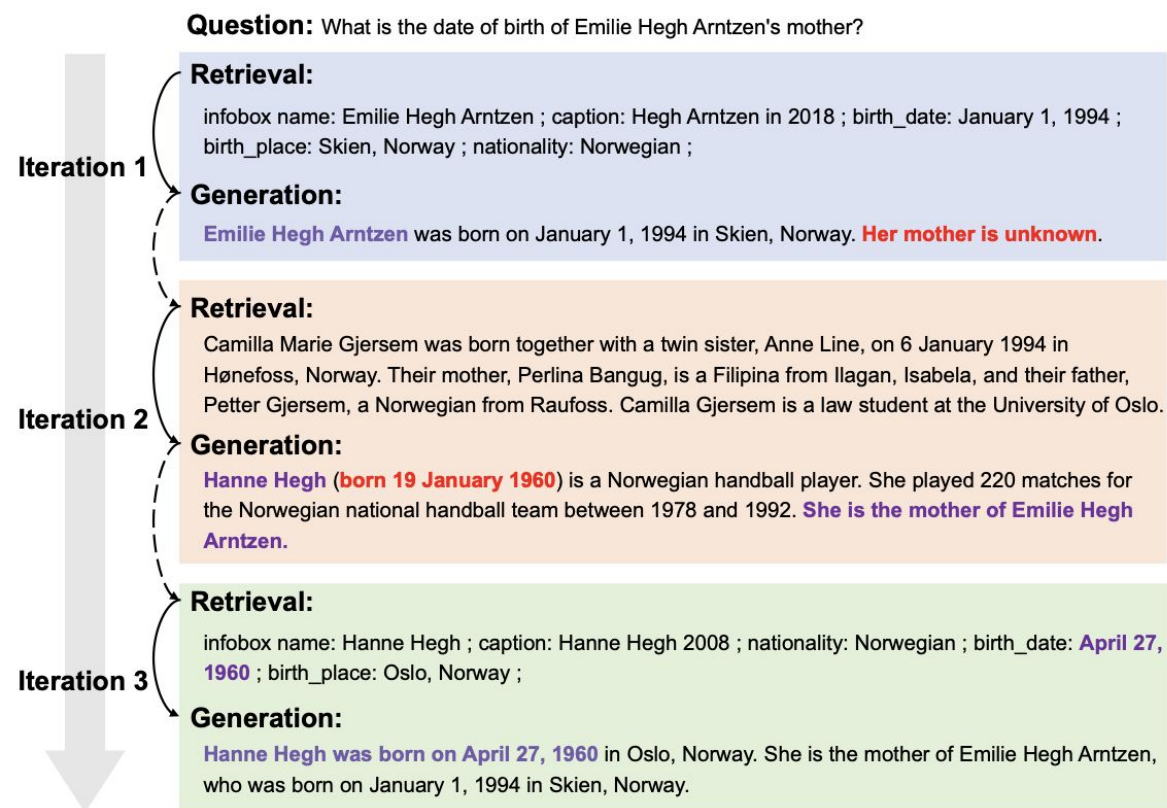 Question: What is the date of birth of Emilie Hegh Arntzen's mother?
Iteration 1
Retrieval:
infobox name: Emilie Hegh Arntzen ; caption: Hegh Arntzen in 2018 ; birth_date: January 1, 1994 ;
birth_place: Skien, Norway ; nationality: Norwegian ;
Generation:
Emilie Hegh Arntzen was born on January 1, 1994 in Skien, Norway. Her mother is unknown.
Iteration 2
Retrieval:
Camilla Marie Gjersem was born together with a twin sister, Anne Line, on 6 January 1994 in
Hønefoss, Norway. Their mother, Perlina Bangug, is a Filipina from Ilagan, Isabela, and their father,
Petter Gjersem, a Norwegian from Raufoss. Camilla Gjersem is a law student at the University of Oslo.
Generation:
Hanne Hegh (born 19 January 1960) is a Norwegian handball player. She played 220 matches for
the Norwegian national handball team between 1978 and 1992. She is the mother of Emilie Hegh
Arntzen.
Iteration 3
Retrieval:
infobox name: Hanne Hegh ; caption: Hanne Hegh 2008 ; nationality: Norwegian ; birth_date: April 27,
1960 ; birth_place: Oslo, Norway ;
Generation:
Hanne Hegh was born on April 27, 1960 in Oslo, Norway. She is the mother of Emilie Hegh Arntzen,
who was born on January 1, 1994 in Skien, Norway.